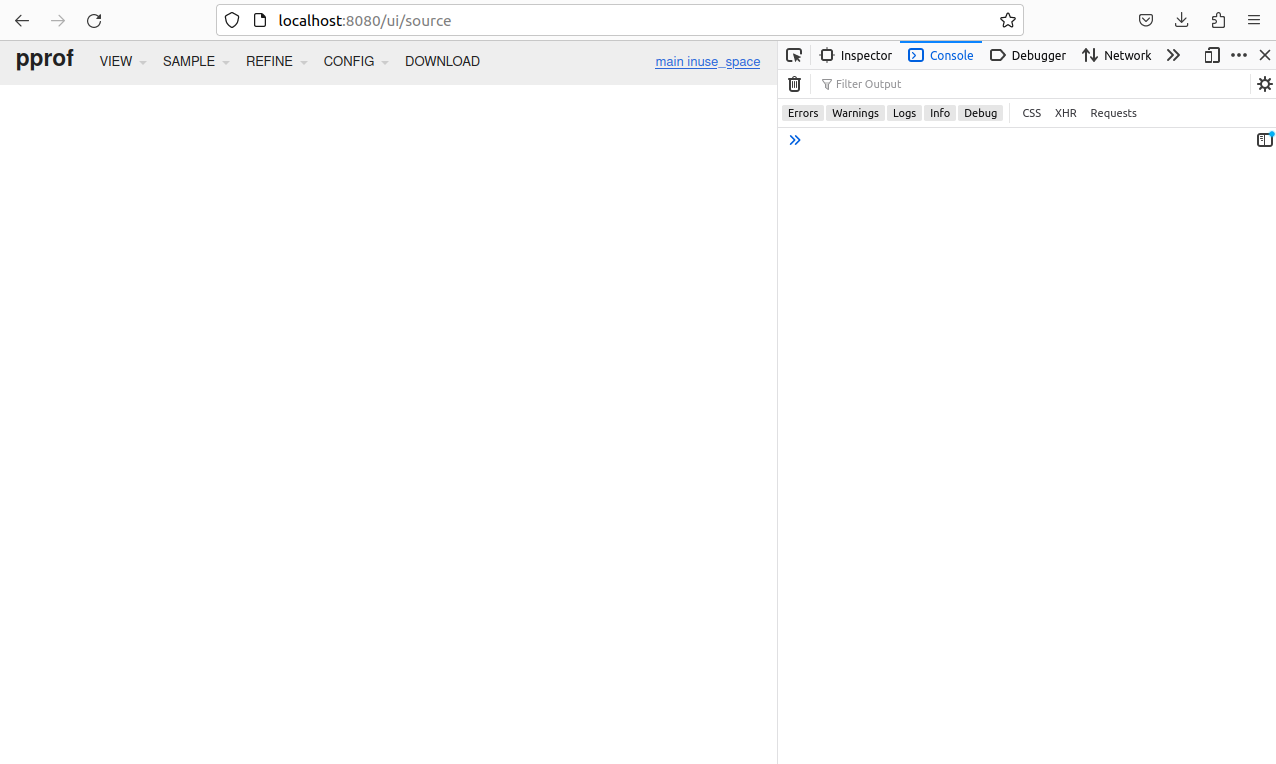 localhost:8080/ui/source
pprof VIEW SAMPLE REFINE CONFIG DOWNLOAD main inuse_space
Inspector Console Debugger Network
Filter Output
Errors Warnings Logs Info Debug CSS XHR Requests